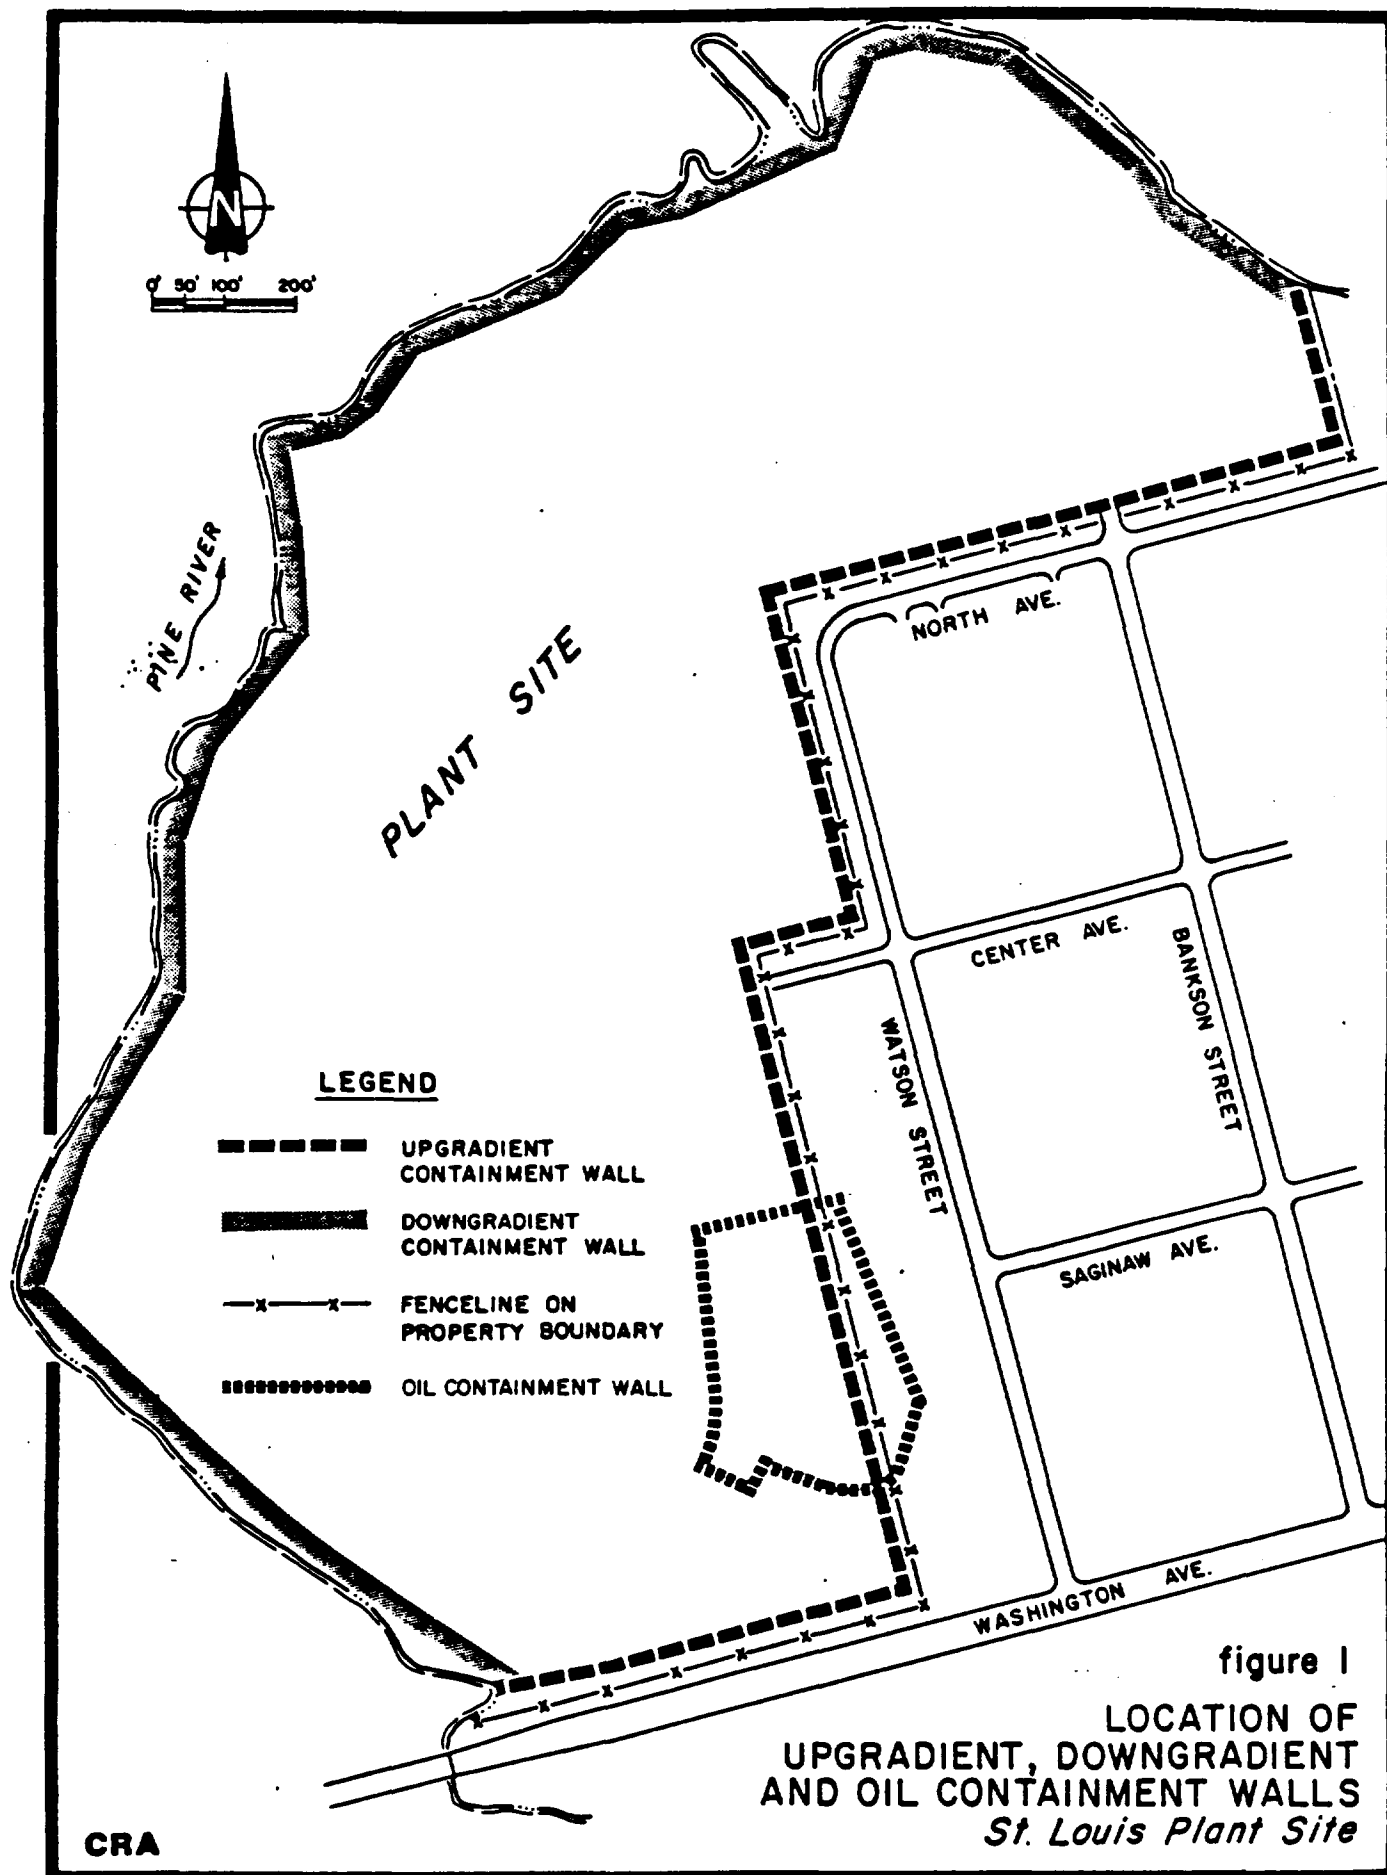 N
0' 50' 100' 200'
PINE RIVER
PLANT SITE
NORTH AVE.
CENTER AVE.
BANKSON STREET
WATSON STREET
SAGINAW AVE.
WASHINGTON AVE.
LEGEND
UPGRADIENT
CONTAINMENT WALL
DOWNGRADIENT
CONTAINMENT WALL
FENCELINE ON
PROPERTY BOUNDARY
OIL CONTAINMENT WALL
figure 1
LOCATION OF
UPGRADIENT, DOWNGRADIENT
AND OIL CONTAINMENT WALLS
St. Louis Plant Site
CRA